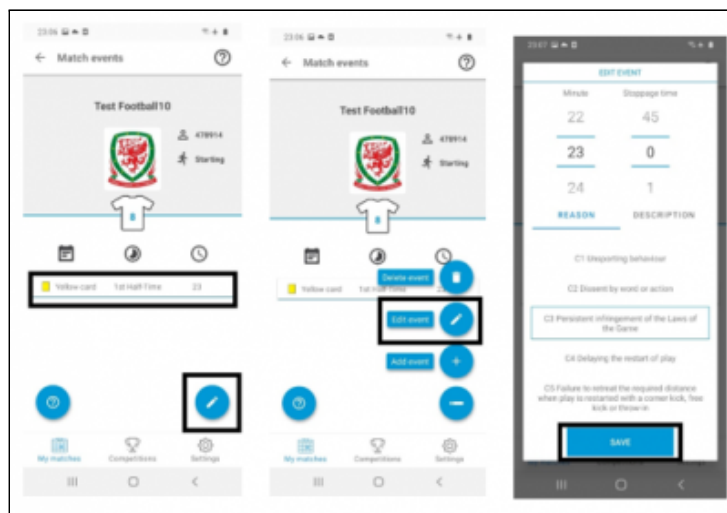 23:06
← Match events
Test Football10
478914
Starting
8
Yellow card 1st Half-Time 23
My matches Competitions Settings
23:06
← Match events
Test Football10
478914
Starting
8
Delete event
Yellow card 1st Half-Time
Edit event
Add event
My matches Competitions Settings
23:07
EDIT EVENT
Minute Stoppage time
22 45
23 0
24 1
REASON DESCRIPTION
C1 Unsporting behaviour
C2 Dissent by word or action
C3 Persistent infringement of the Laws of
the Game
C4 Delaying the restart of play
C5 Failure to retreat the required distance
when play is restarted with a corner kick, free
kick or throw-in
SAVE